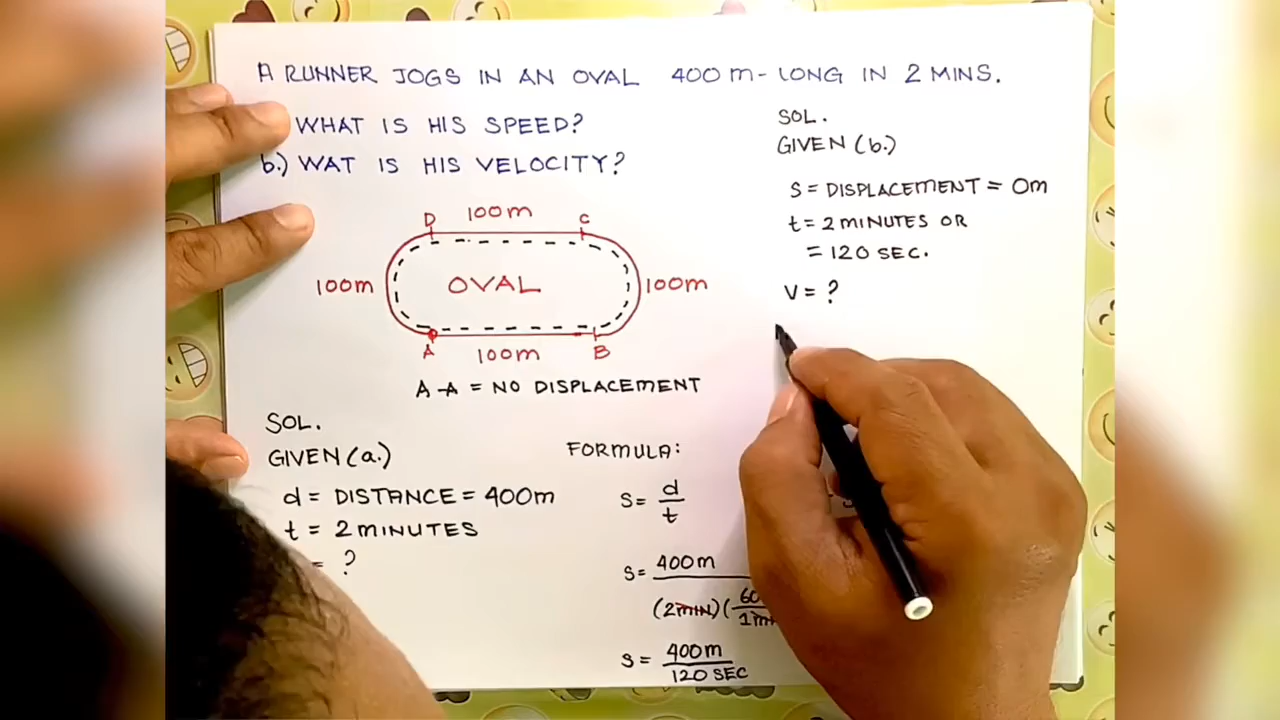 A RUNNER JOGS IN AN OVAL 400 m-LONG IN 2 MINS.
WHAT IS HIS SPEED?
b.) WAT IS HIS VELOCITY?
D 100m C
100m OVAL 100m
A 100m B
A-A = NO DISPLACEMENT
SOL.
GIVEN (a.)
d = DISTANCE = 400m
t = 2 MINUTES
= ?
FORMULA:
S = d
t
S = 400m
(2MIN)(
S = 400m
120 SEC
SOL.
GIVEN (b.)
S = DISPLACEMENT = 0m
t = 2 MINUTES OR
= 120 SEC.
V = ?